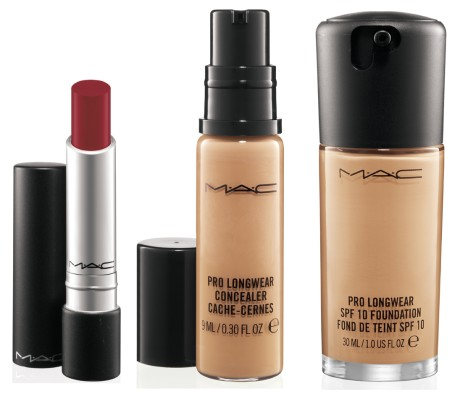 MAC
MAC
MAC
PRO LONGWEAR
CONCEALER
CACHE-CERNES
9 ML/0.30 FL OZ e
MAC
PRO LONGWEAR
SPF 10 FOUNDATION
FOND DE TEINT SPF 10
30 ML / 1.0 US FL OZ e